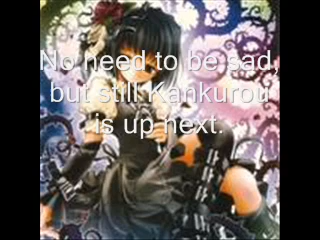 No need to be sad,
but still Kankurou
is up next.